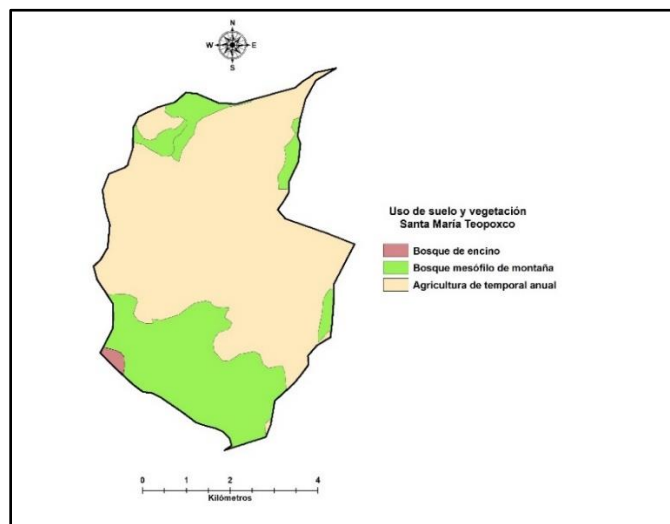 N
W E
S
Uso de suelo y vegetación
Santa María Teopoxco
Bosque de encino
Bosque mesófilo de montaña
Agricultura de temporal anual
0 1 2 4
Kilómetros